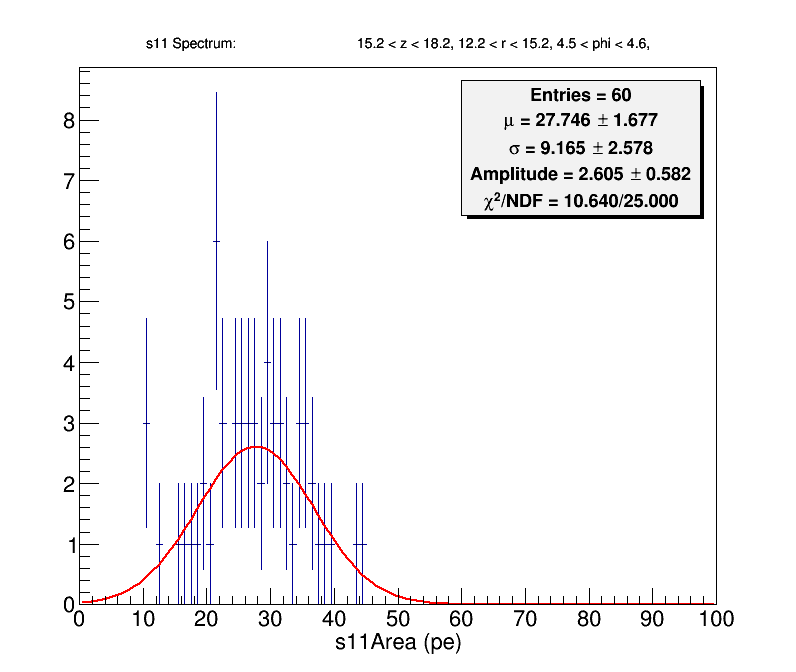 s11 Spectrum: 15.2 < z < 18.2, 12.2 < r < 15.2, 4.5 < phi < 4.6,
Entries = 60
μ = 27.746 ± 1.677
σ = 9.165 ± 2.578
Amplitude = 2.605 ± 0.582
χ²/NDF = 10.640/25.000
8
7
6
5
4
3
2
1
0
0 10 20 30 40 50 60 70 80 90 100
s11Area (pe)